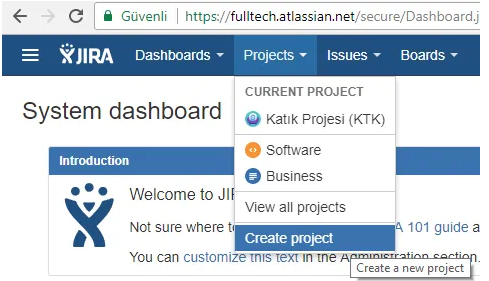 Güvenli
https://fulltech.atlassian.net/secure/Dashboard.j
JIRA Dashboards Projects Issues Boards
CURRENT PROJECT
Katık Projesi (KTK)
System dashboard
Software
Introduction
Business
Welcome to JI
View all projects
Not sure where t
A 101 guide a
Create project
You can customize this text in the Administration section.
Create a new project